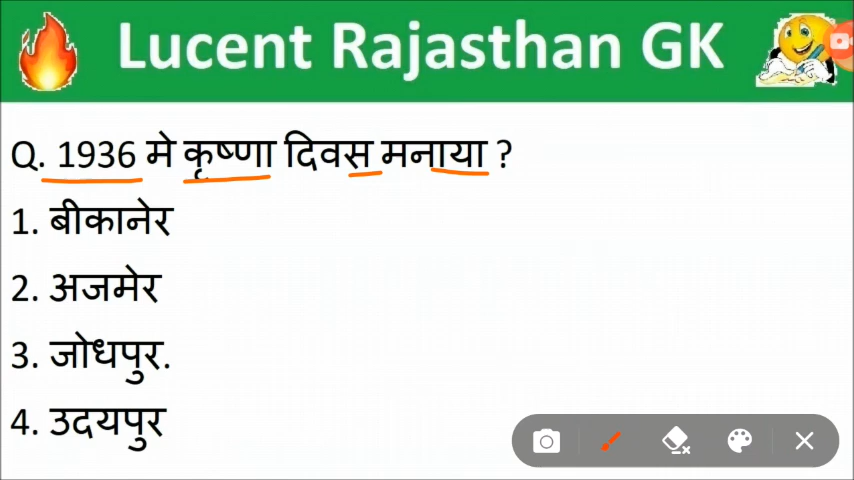 Lucent Rajasthan GK
Q. 1936 मे कृष्णा दिवस मनाया ?
1. बीकानेर
2. अजमेर
3. जोधपुर.
4. उदयपुर